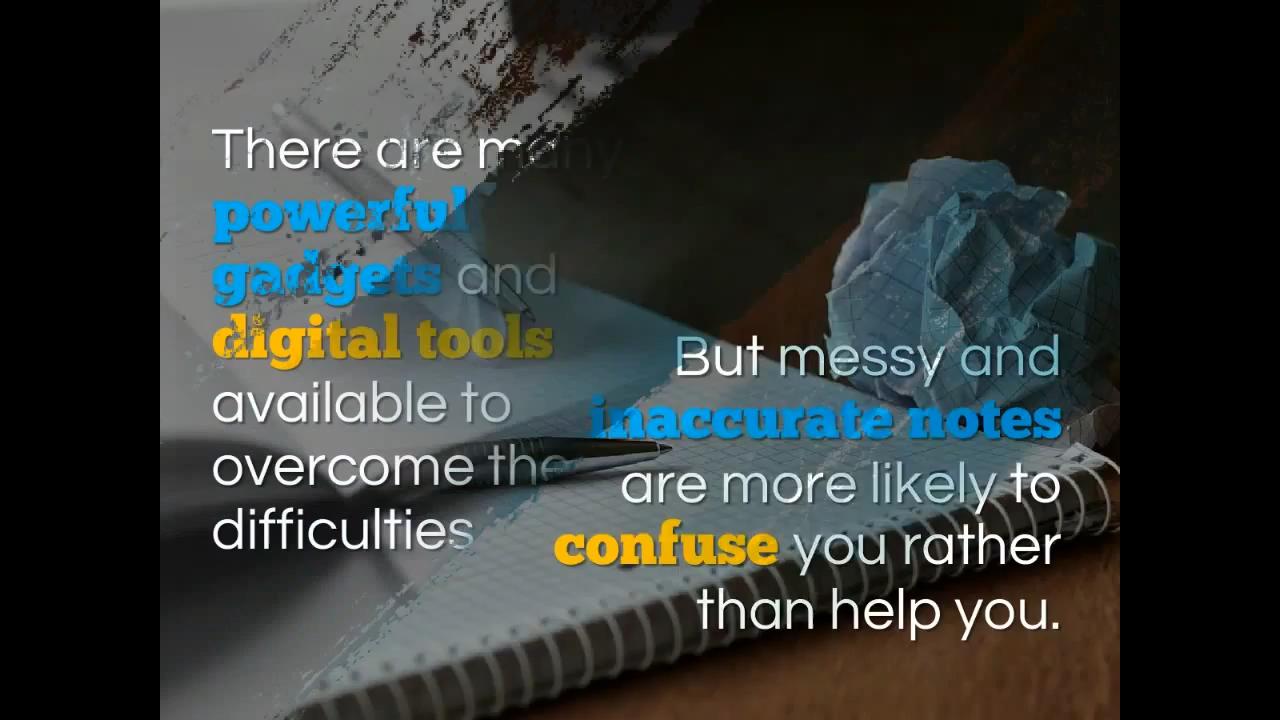 There are many
powerful
gadgets and
digital tools
available to
overcome the
difficulties
But messy and
inaccurate notes
are more likely to
confuse you rather
than help you.